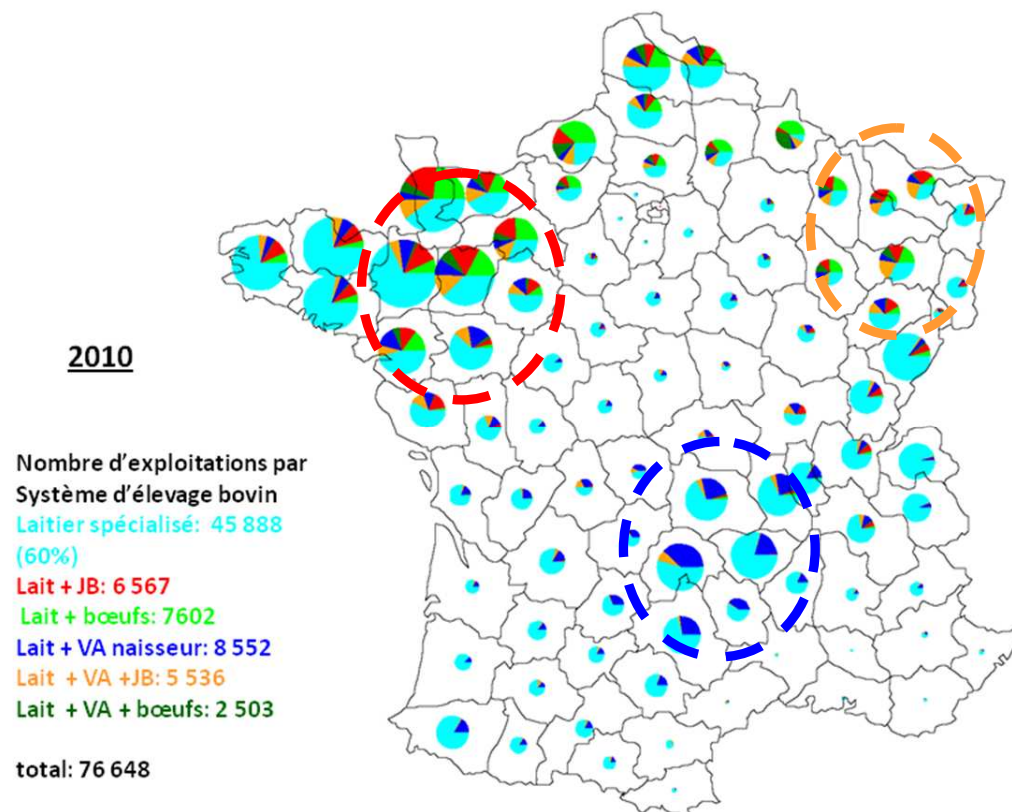 2010
Nombre d'exploitations par
Système d'élevage bovin
Laitier spécialisé: 45 888
(60%)
Lait + JB: 6 567
Lait + bœufs: 7602
Lait + VA naisseur: 8 552
Lait + VA +JB: 5 536
Lait + VA + bœufs: 2 503
total: 76 648